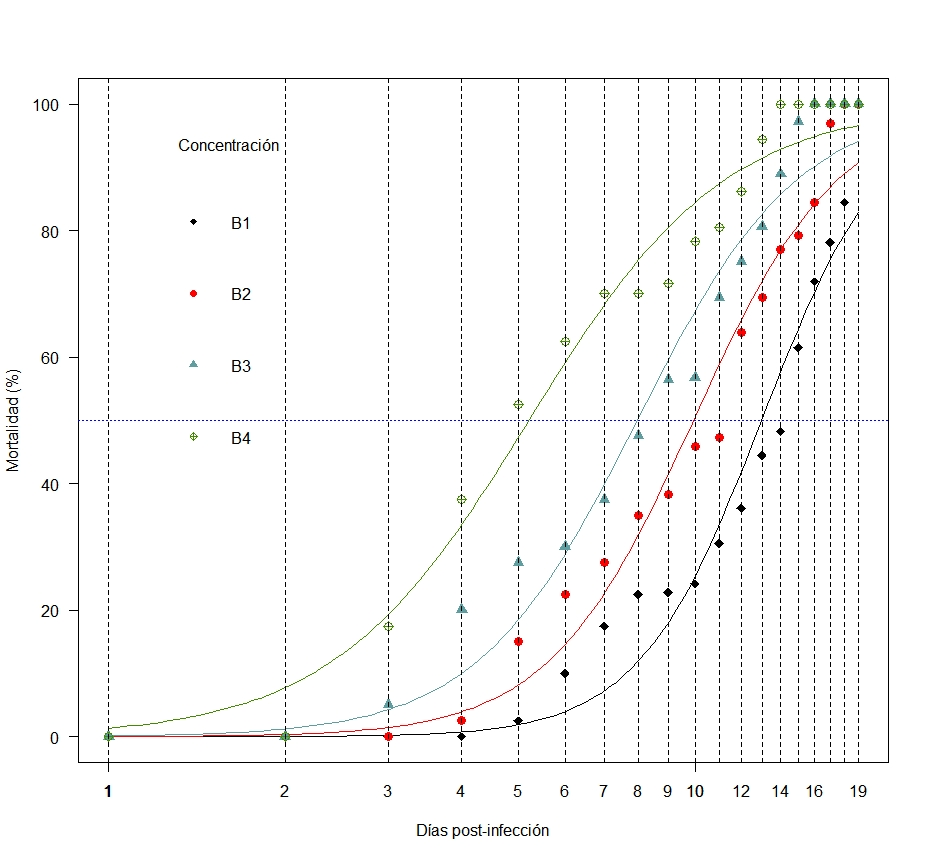 100
80
60
40
20
0
Mortalidad (%)
Concentración
B1
B2
B3
B4
1 2 3 4 5 6 7 8 9 10 12 14 16 19
Días post-infección